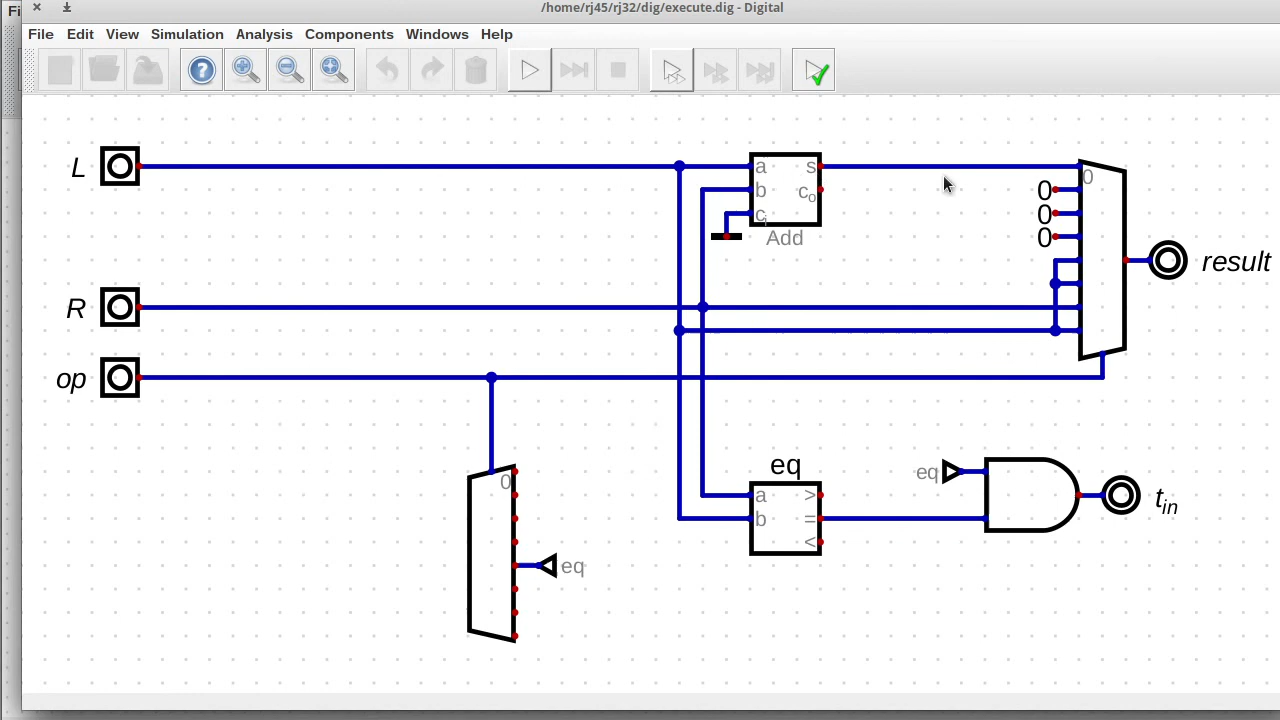 Fi
/home/rj45/rj32/dig/execute.dig - Digital
File Edit View Simulation Analysis Components Windows Help
L
a s
b co
ci
Add
0
0
0
0
result
R
op
0
eq
eq
a >
b =
<
eq
tin